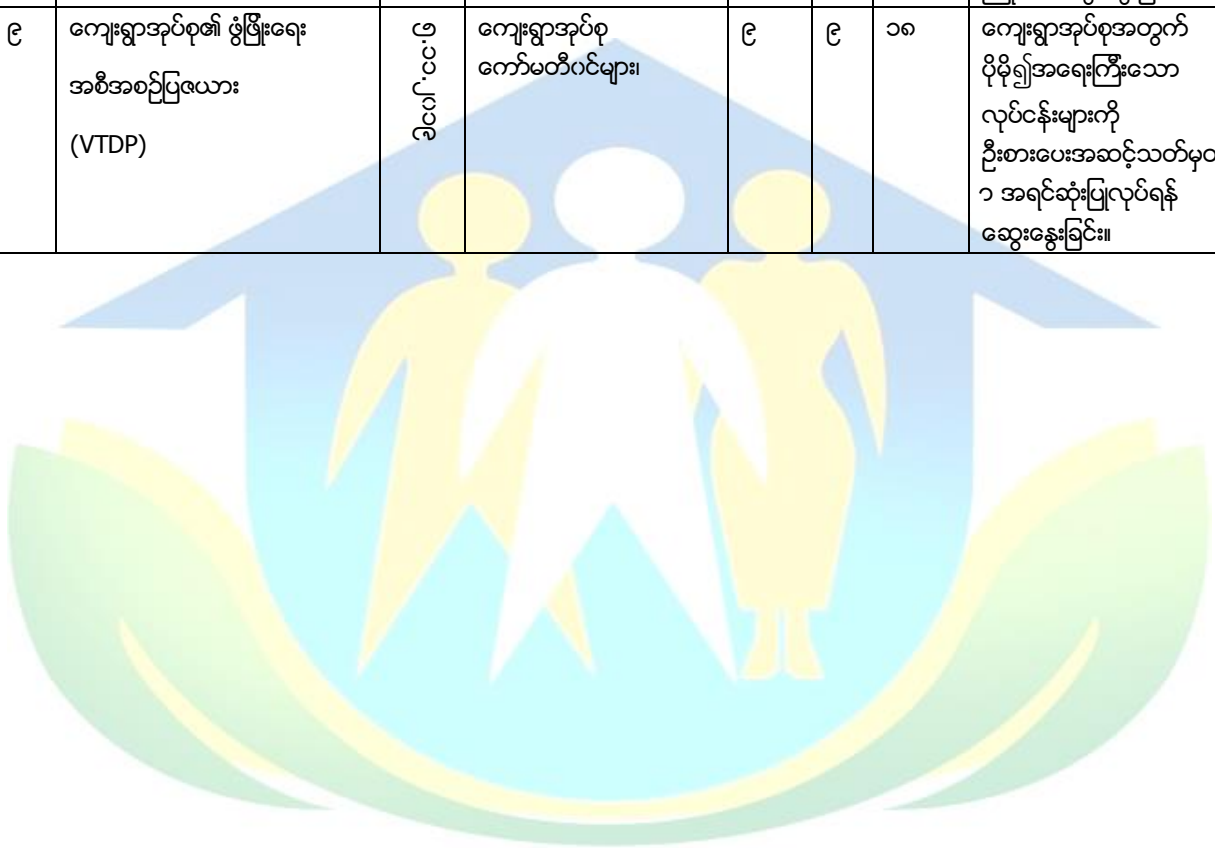 ၉
ကျေးရွာအုပ်စု၏ ဖွံ့ဖြိုးရေး
အစီအစဉ်ပြဇယား
(VTDP)
ကျေးရွာအုပ်စု
ကော်မတီဝင်များ၊
၉
၉
၁၈
ကျေးရွာအုပ်စုအတွက်
ပိုမို၍အရေးကြီးသော
လုပ်ငန်းများကို
ဦးစားပေးအဆင့်သတ်မှတ
ာ အရင်ဆုံးပြုလုပ်ရန်
ဆွေးနွေးခြင်း။